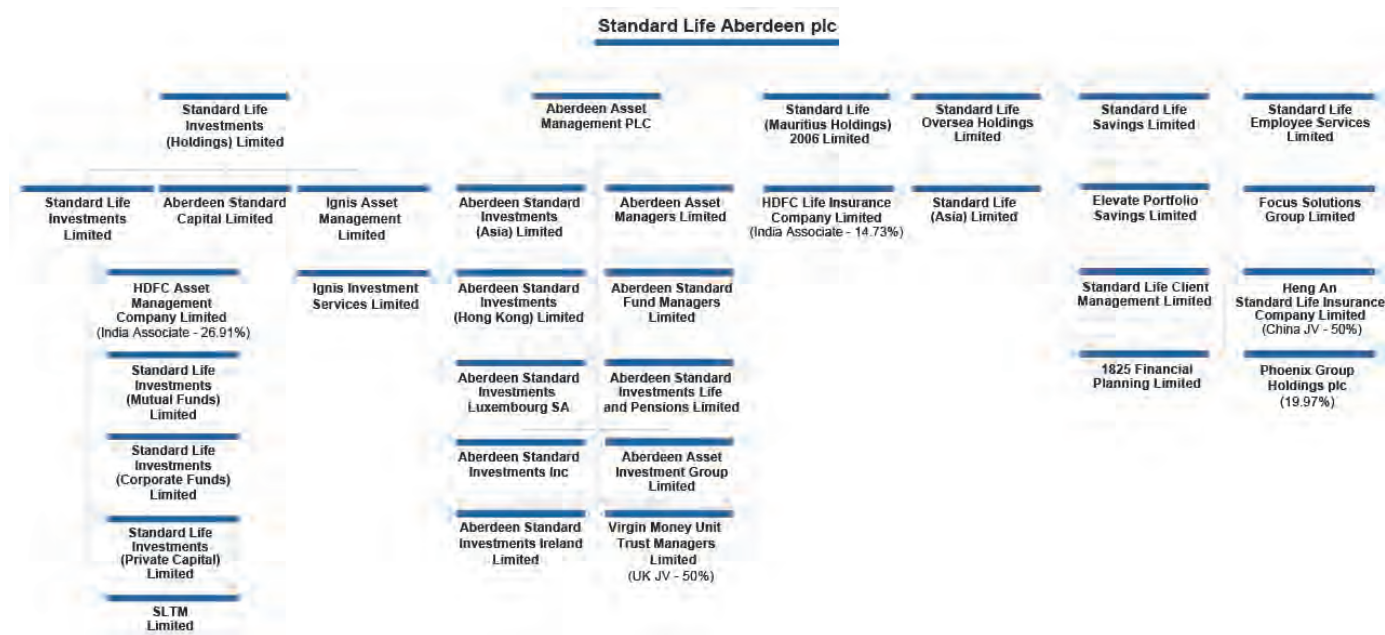 Standard Life Aberdeen plc
Standard Life
Investments
(Holdings) Limited
Aberdeen Asset
Management PLC
Standard Life
(Mauritius Holdings)
2006 Limited
Standard Life
Oversea Holdings
Limited
Standard Life
Savings Limited
Standard Life
Employee Services
Limited
Standard Life
Investments
Limited
Aberdeen Standard
Capital Limited
Ignis Asset
Management
Limited
Aberdeen Standard
Investments
(Asia) Limited
Aberdeen Asset
Managers Limited
HDFC Life Insurance
Company Limited
(India Associate - 14.73%)
Standard Life
(Asia) Limited
Elevate Portfolio
Savings Limited
Focus Solutions
Group Limited
HDFC Asset
Management
Company Limited
(India Associate - 26.91%)
Ignis Investment
Services Limited
Aberdeen Standard
Investments
(Hong Kong) Limited
Aberdeen Standard
Fund Managers
Limited
Standard Life Client
Management Limited
Heng An
Standard Life Insurance
Company Limited
(China JV - 50%)
Standard Life
Investments
(Mutual Funds)
Limited
Aberdeen Standard
Investments
Luxembourg SA
Aberdeen Standard
Investments Life
and Pensions Limited
1825 Financial
Planning Limited
Phoenix Group
Holdings plc
(19.97%)
Standard Life
Investments
(Corporate Funds)
Limited
Aberdeen Standard
Investments Inc
Aberdeen Asset
Investment Group
Limited
Standard Life
Investments
(Private Capital)
Limited
Aberdeen Standard
Investments Ireland
Limited
Virgin Money Unit
Trust Managers
Limited
(UK JV - 50%)
SLTM
Limited